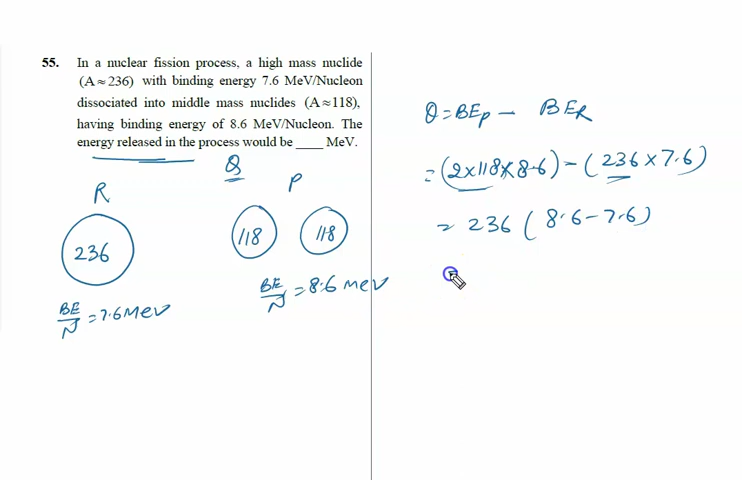 55. In a nuclear fission process, a high mass nuclide
(A ≈ 236) with binding energy 7.6 MeV/Nucleon
dissociated into middle mass nuclides (A ≈ 118),
having binding energy of 8.6 MeV/Nucleon. The
energy released in the process would be ____ MeV.
R
Q
P
236
118
118
BE/N = 7.6 MeV
BE/N = 8.6 MeV
Q = BEP - BER
= (2×118×8.6) - (236 × 7.6)
= 236 (8.6 - 7.6)